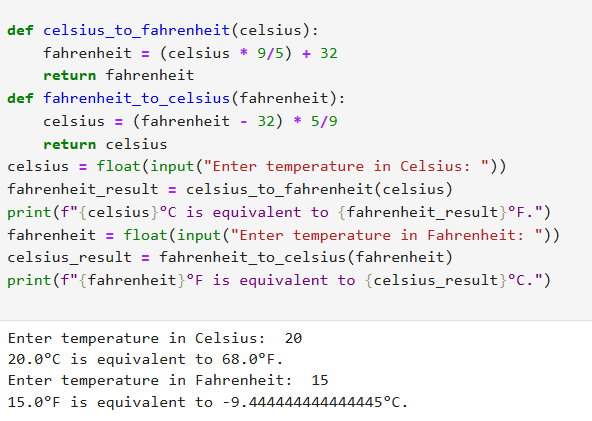 def celsius_to_fahrenheit(celsius):
    fahrenheit = (celsius * 9/5) + 32
    return fahrenheit
def fahrenheit_to_celsius(fahrenheit):
    celsius = (fahrenheit - 32) * 5/9
    return celsius
celsius = float(input("Enter temperature in Celsius: "))
fahrenheit_result = celsius_to_fahrenheit(celsius)
print(f"{celsius}°C is equivalent to {fahrenheit_result}°F.")
fahrenheit = float(input("Enter temperature in Fahrenheit: "))
celsius_result = fahrenheit_to_celsius(fahrenheit)
print(f"{fahrenheit}°F is equivalent to {celsius_result}°C.")
Enter temperature in Celsius:  20
20.0°C is equivalent to 68.0°F.
Enter temperature in Fahrenheit:  15
15.0°F is equivalent to -9.444444444444445°C.